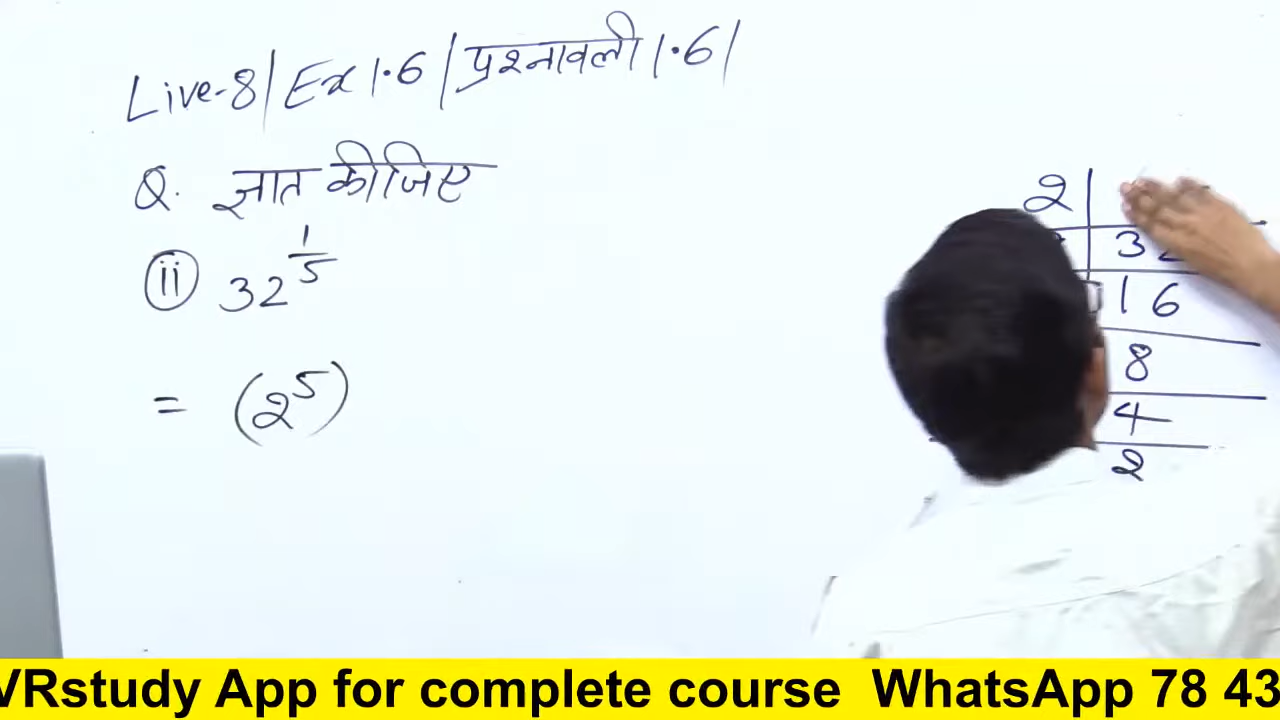 Live-8| Ex 1.6 | प्रश्नावली 1.6|
Q. ज्ञात कीजिए
(ii) 32^(1/5)
= (2^5)
2 |
32
16
8
4
2
VRstudy App for complete course WhatsApp 78 43